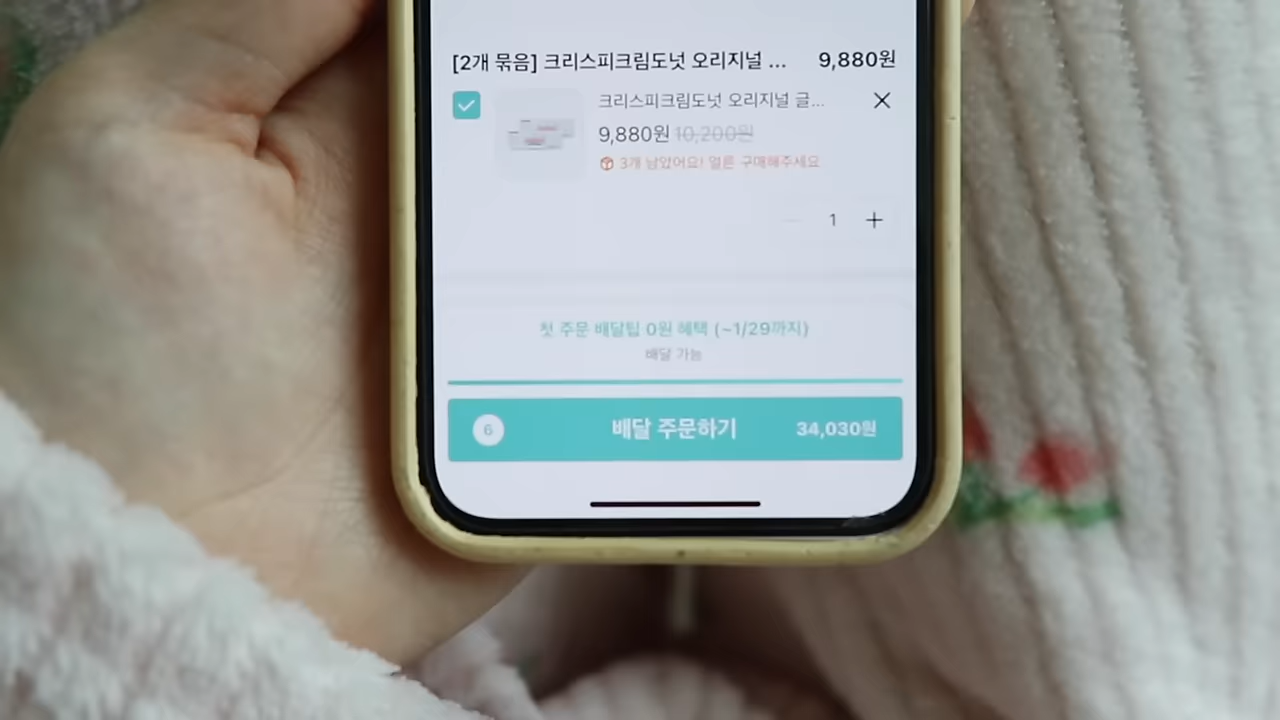 [2개 묶음] 크리스피크림도넛 오리지널 ... 9,880원
크리스피크림도넛 오리지널 글...
9,880원 10,200원
3개 남았어요! 얼른 구매해주세요
1
첫 주문 배달팁 0원 혜택 (~1/29까지)
배달 가능
6 배달 주문하기 34,030원